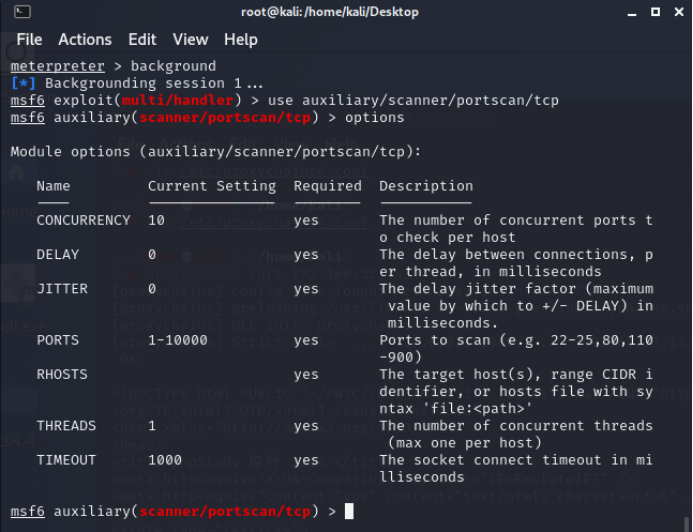 root@kali:/home/kali/Desktop
File Actions Edit View Help
meterpreter > background
[*] Backgrounding session 1...
msf6 exploit(multi/handler) > use auxiliary/scanner/portscan/tcp
msf6 auxiliary(scanner/portscan/tcp) > options
Module options (auxiliary/scanner/portscan/tcp):
Name Current Setting Required Description
CONCURRENCY 10 yes The number of concurrent ports t
o check per host
DELAY 0 yes The delay between connections, p
er thread, in milliseconds
JITTER 0 yes The delay jitter factor (maximum
value by which to +/- DELAY) in
milliseconds.
PORTS 1-10000 yes Ports to scan (e.g. 22-25,80,110
-900)
RHOSTS yes The target host(s), range CIDR i
dentifier, or hosts file with sy
ntax 'file:<path>'
THREADS 1 yes The number of concurrent threads
(max one per host)
TIMEOUT 1000 yes The socket connect timeout in mi
lliseconds
msf6 auxiliary(scanner/portscan/tcp) >